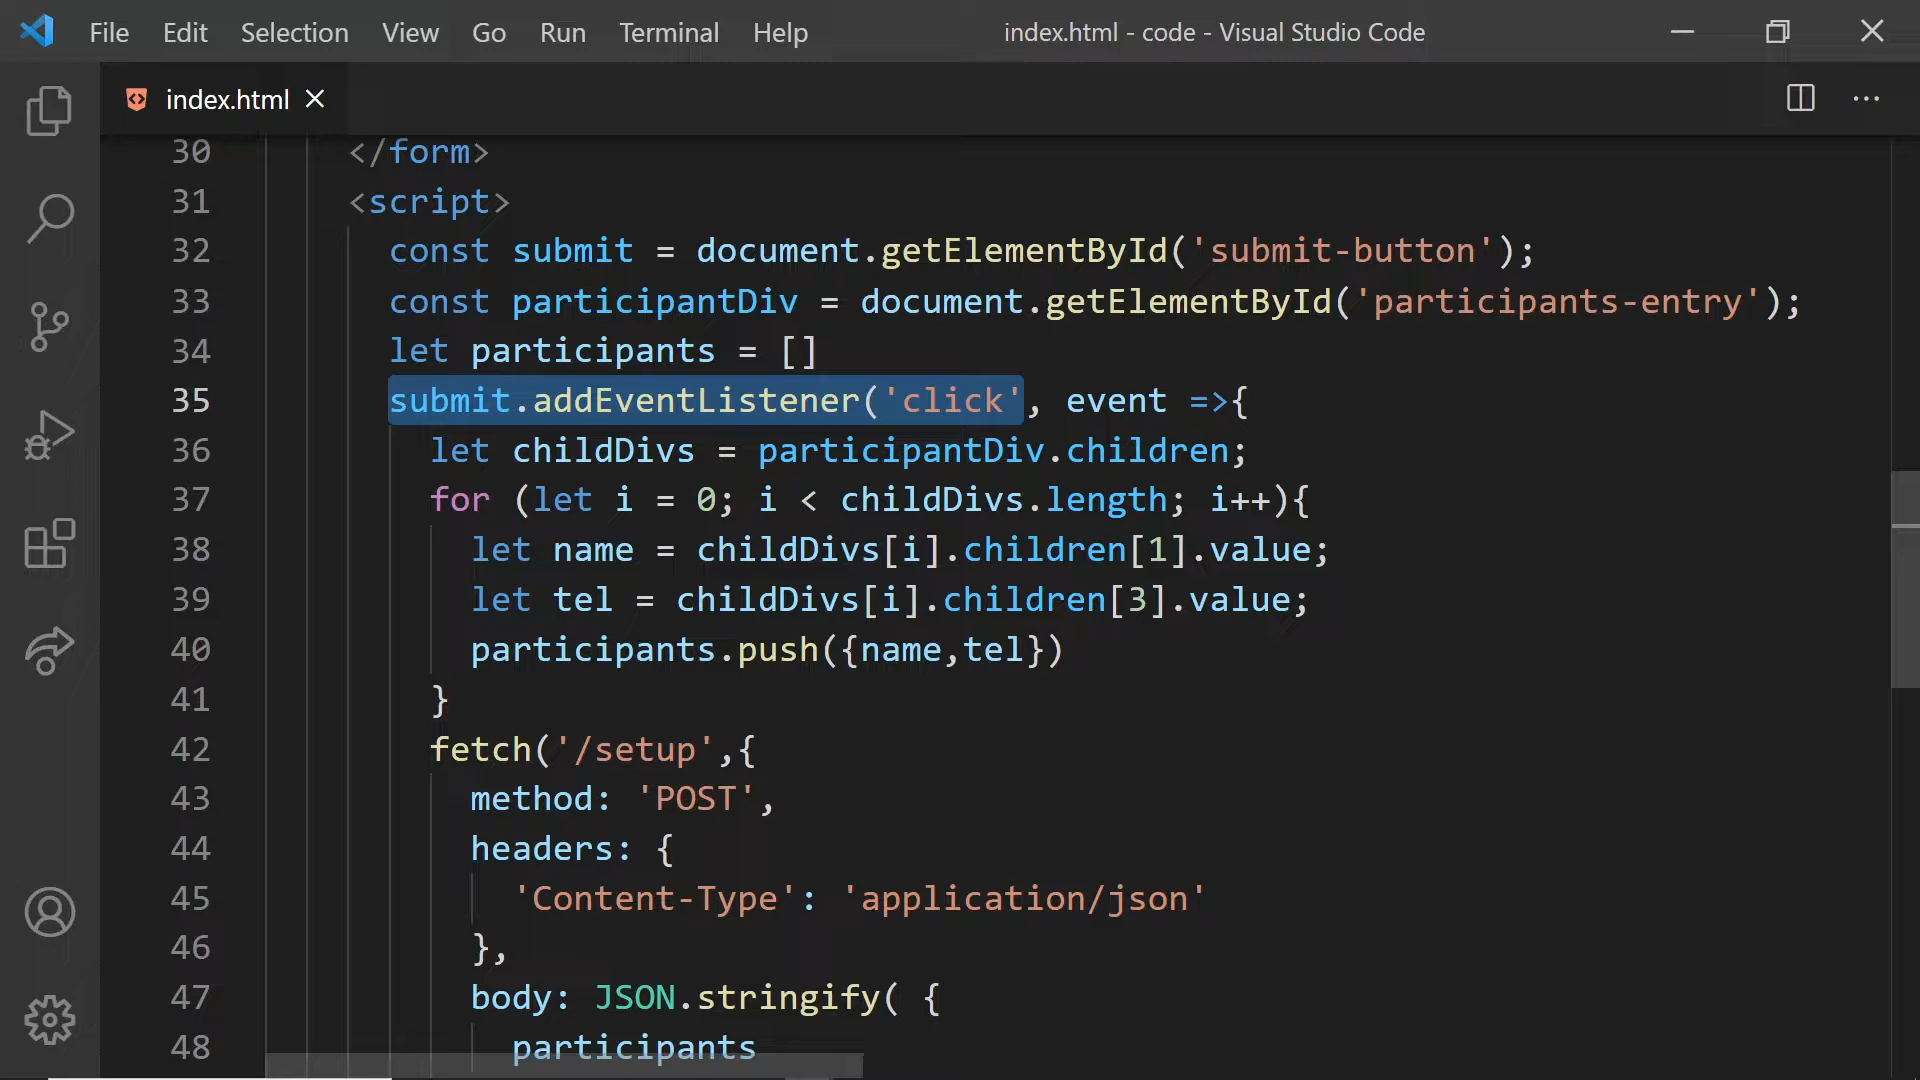 File Edit Selection View Go Run Terminal Help index.html - code - Visual Studio Code
index.html
30 </form>
31 <script>
32 const submit = document.getElementById('submit-button');
33 const participantDiv = document.getElementById('participants-entry');
34 let participants = []
35 submit.addEventListener('click', event =>{
36 let childDivs = participantDiv.children;
37 for (let i = 0; i < childDivs.length; i++){
38 let name = childDivs[i].children[1].value;
39 let tel = childDivs[i].children[3].value;
40 participants.push({name,tel})
41 }
42 fetch('/setup',{
43 method: 'POST',
44 headers: {
45 'Content-Type': 'application/json'
46 },
47 body: JSON.stringify( {
48 participants